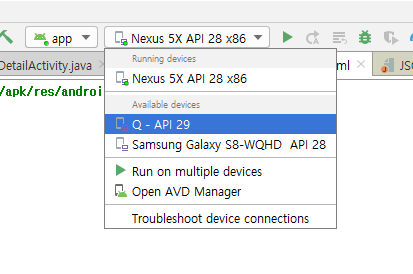 app
Nexus 5X API 28 x86
DetailActivity.java
ml
JS
/apk/res/androi
Running devices
Nexus 5X API 28 x86
Available devices
Q - API 29
Samsung Galaxy S8-WQHD API 28
Run on multiple devices
Open AVD Manager
Troubleshoot device connections